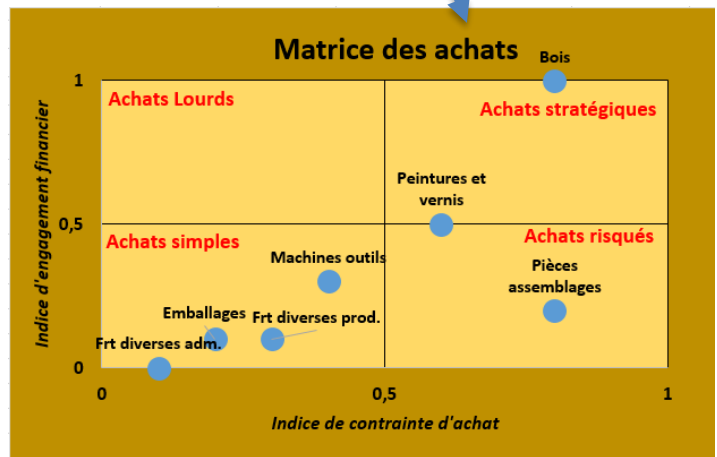 Matrice des achats
Bois
1
Achats Lourds
Achats stratégiques
Peintures et
vernis
Indice d'engagement financier
0,5
Achats simples
Achats risqués
Machines outils
Pièces
assemblages
Emballages
Frt diverses prod.
Frt diverses adm.
0
0
0,5
1
Indice de contrainte d'achat